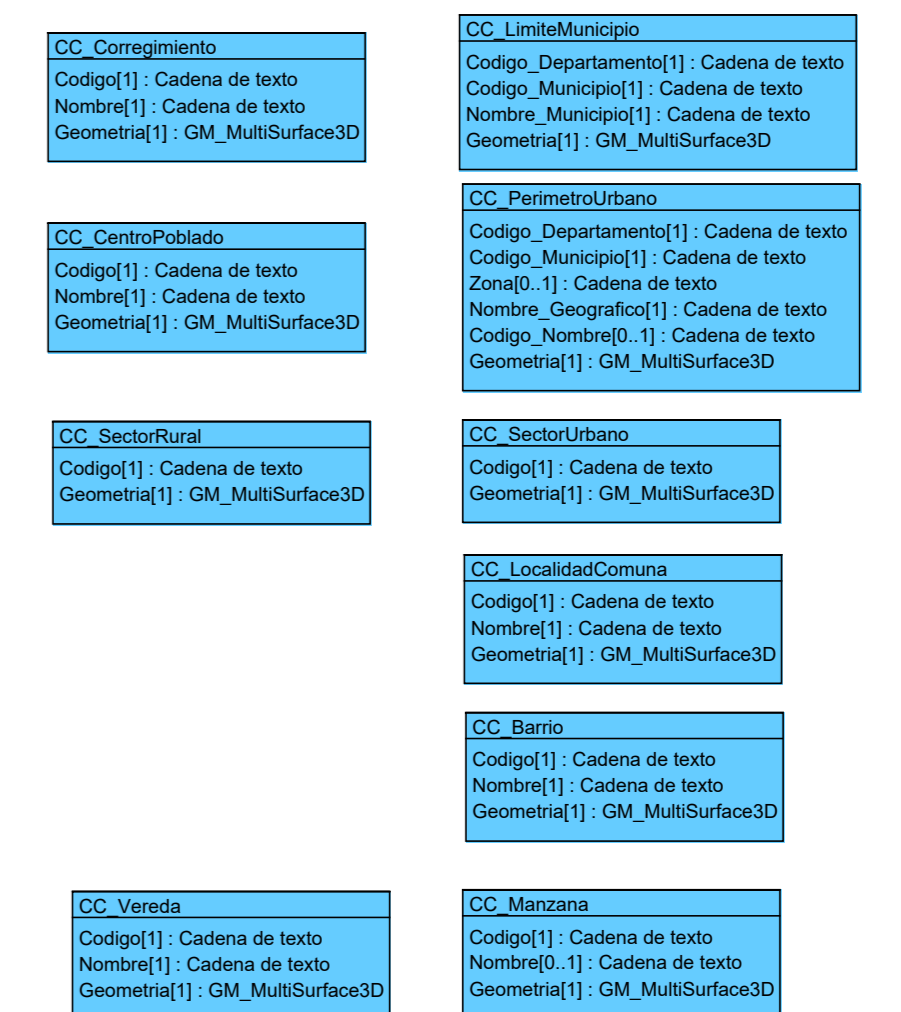 CC_Corregimiento
Codigo[1] : Cadena de texto
Nombre[1] : Cadena de texto
Geometria[1] : GM_MultiSurface3D
CC_LimiteMunicipio
Codigo_Departamento[1] : Cadena de texto
Codigo_Municipio[1] : Cadena de texto
Nombre_Municipio[1] : Cadena de texto
Geometria[1] : GM_MultiSurface3D
CC_CentroPoblado
Codigo[1] : Cadena de texto
Nombre[1] : Cadena de texto
Geometria[1] : GM_MultiSurface3D
CC_PerimetroUrbano
Codigo_Departamento[1] : Cadena de texto
Codigo_Municipio[1] : Cadena de texto
Zona[0..1] : Cadena de texto
Nombre_Geografico[1] : Cadena de texto
Codigo_Nombre[0..1] : Cadena de texto
Geometria[1] : GM_MultiSurface3D
CC_SectorRural
Codigo[1] : Cadena de texto
Geometria[1] : GM_MultiSurface3D
CC_SectorUrbano
Codigo[1] : Cadena de texto
Geometria[1] : GM_MultiSurface3D
CC_LocalidadComuna
Codigo[1] : Cadena de texto
Nombre[1] : Cadena de texto
Geometria[1] : GM_MultiSurface3D
CC_Barrio
Codigo[1] : Cadena de texto
Nombre[1] : Cadena de texto
Geometria[1] : GM_MultiSurface3D
CC_Vereda
Codigo[1] : Cadena de texto
Nombre[1] : Cadena de texto
Geometria[1] : GM_MultiSurface3D
CC_Manzana
Codigo[1] : Cadena de texto
Nombre[0..1] : Cadena de texto
Geometria[1] : GM_MultiSurface3D